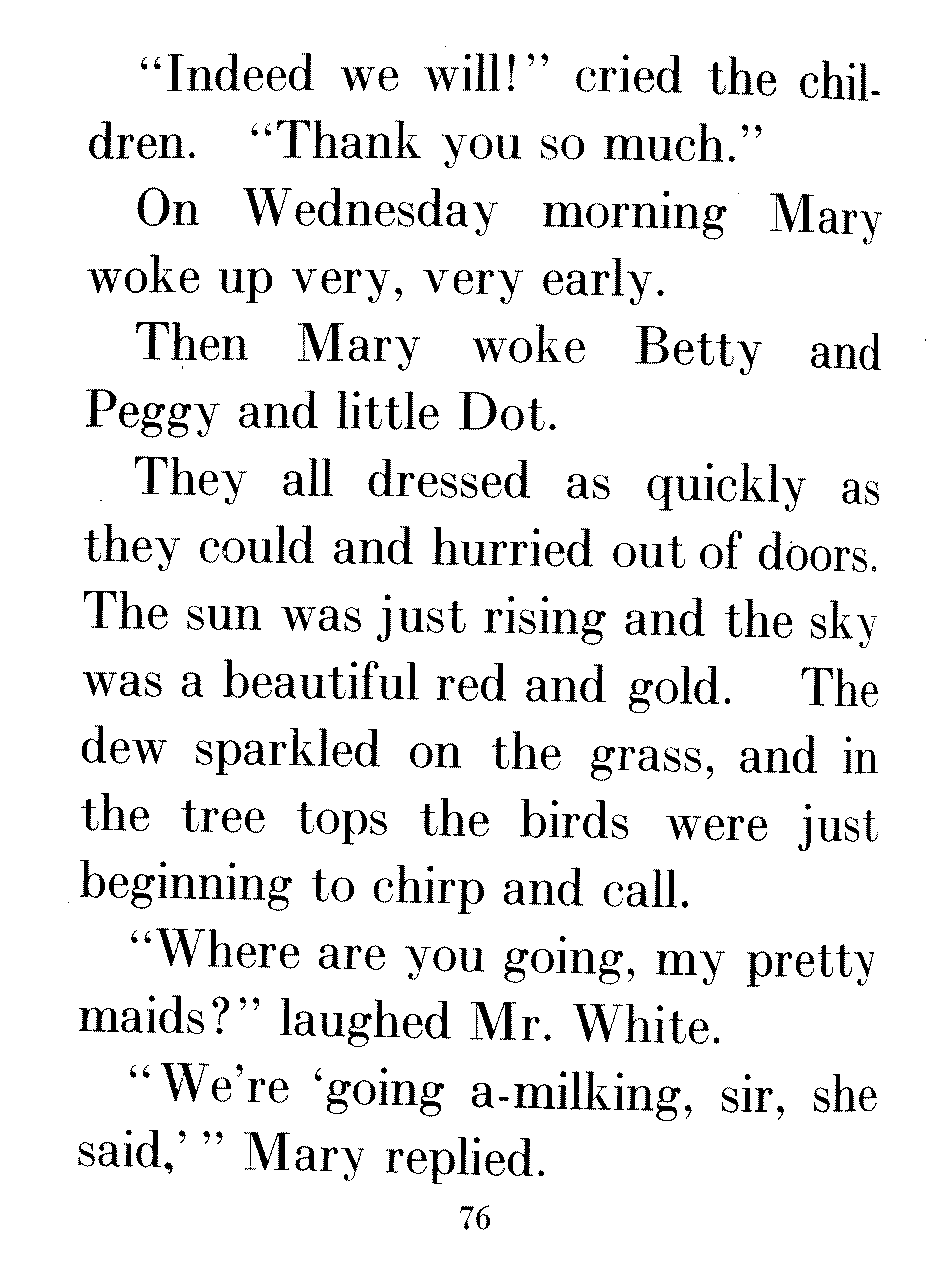 “Indeed we will!” cried the chil-
dren. “Thank you so much.”
On Wednesday morning Mary
woke up very, very early.
Then Mary woke Betty and
Peggy and little Dot.
They all dressed as quickly as
they could and hurried out of doors.
The sun was just rising and the sky
was a beautiful red and gold. The
dew sparkled on the grass, and in
the tree tops the birds were just
beginning to chirp and call.
“Where are you going, my pretty
maids?” laughed Mr. White.
“We’re ‘going a-milking, sir, she
said,’ ” Mary replied.
76